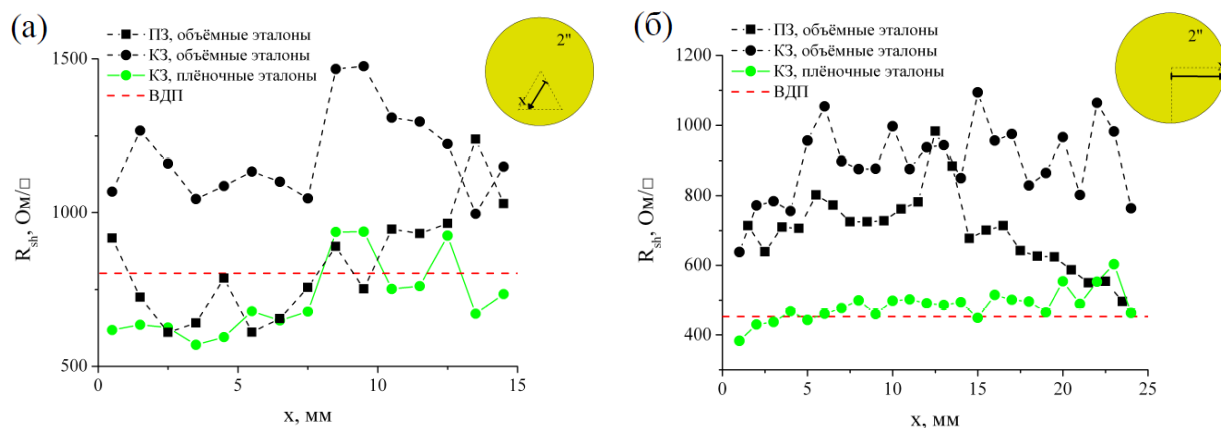 (а)
ПЗ, объёмные эталоны
КЗ, объёмные эталоны
КЗ, плёночные эталоны
ВДП
2"
x
1500
1000
500
R_sh, Ом/□
0 5 10 15
x, мм
(б)
ПЗ, объёмные эталоны
КЗ, объёмные эталоны
КЗ, плёночные эталоны
ВДП
2"
x
1200
1000
800
600
400
R_sh, Ом/□
0 5 10 15 20 25
x, мм